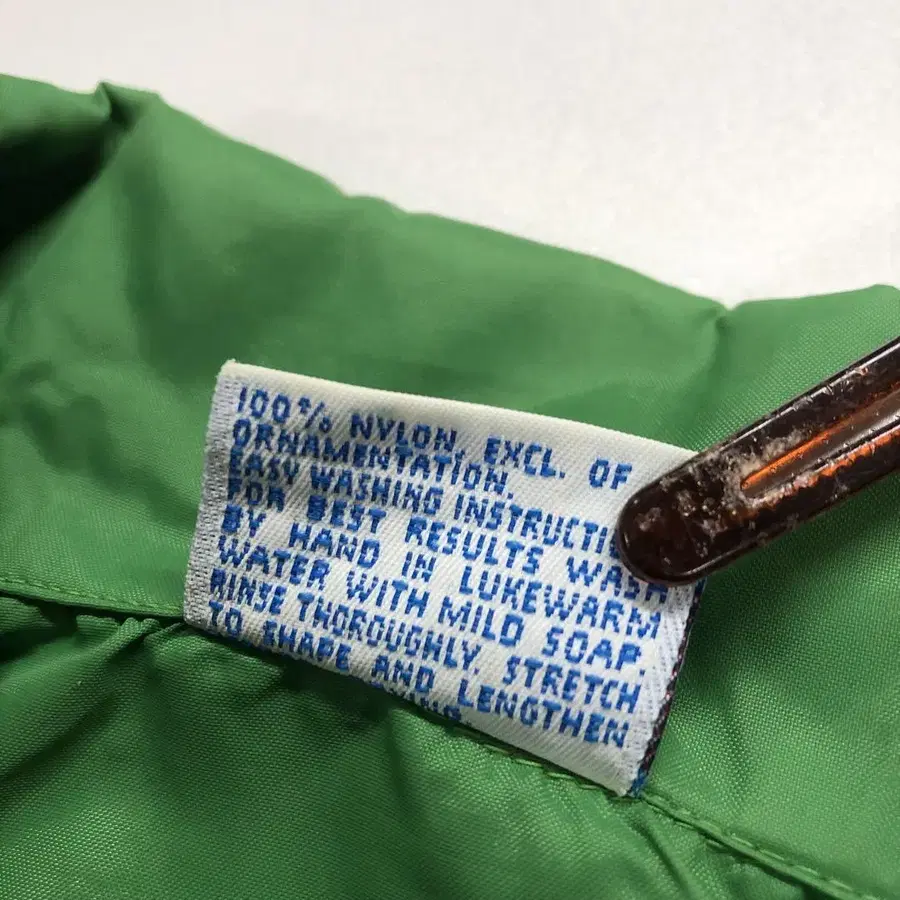 100% NYLON, EXCL. OF
ORNAMENTATION.
EASY WASHING
FOR BEST RESULTS WASH
BY HAND IN LUKEWARM
WATER WITH MILD SOAP.
RINSE THOROUGHLY, STRETCH
TO SHAPE AND LENGTHEN